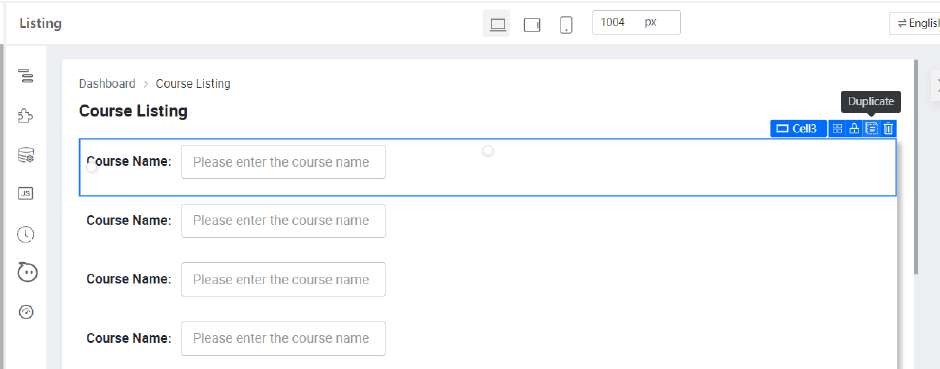 Listing
1004 px
Englis
Dashboard > Course Listing
Duplicate
Course Listing
Cell3
Course Name: Please enter the course name
JS
Course Name: Please enter the course name
Course Name: Please enter the course name
Course Name: Please enter the course name